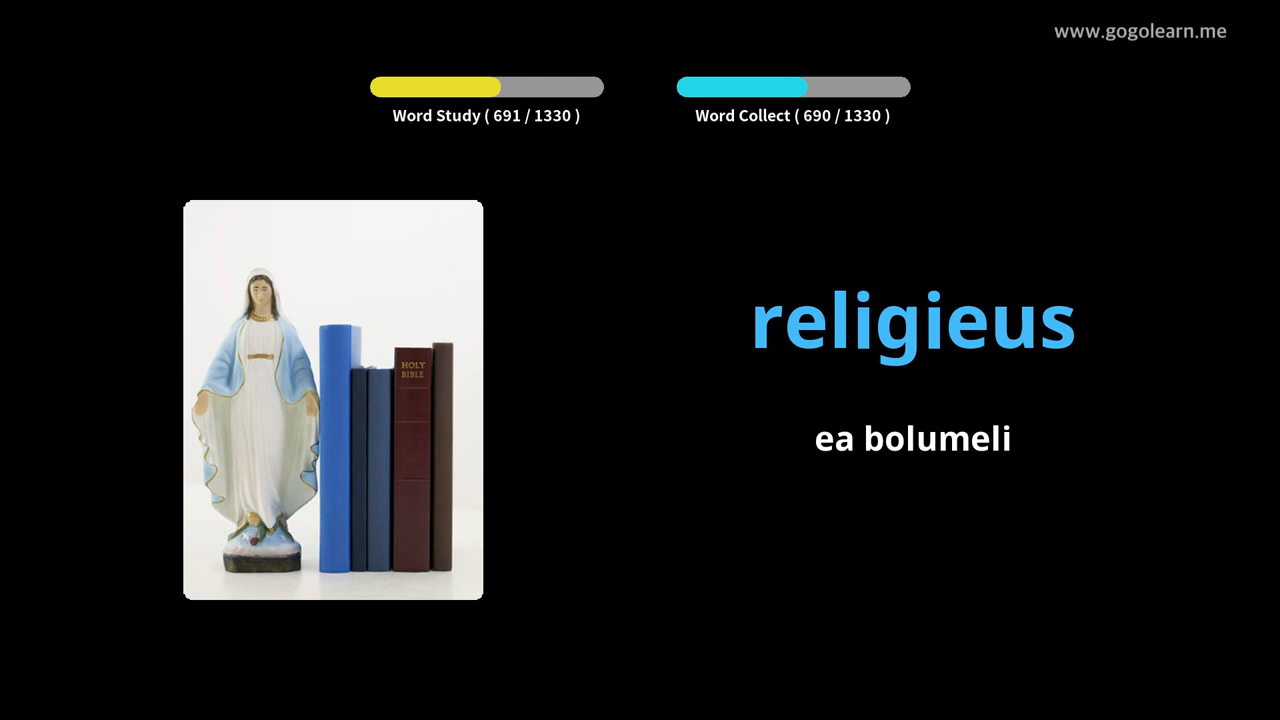 www.gogolearn.me
Word Study ( 691 / 1330 )
Word Collect ( 690 / 1330 )
HOLY
BIBLE
religieus
ea bolumeli